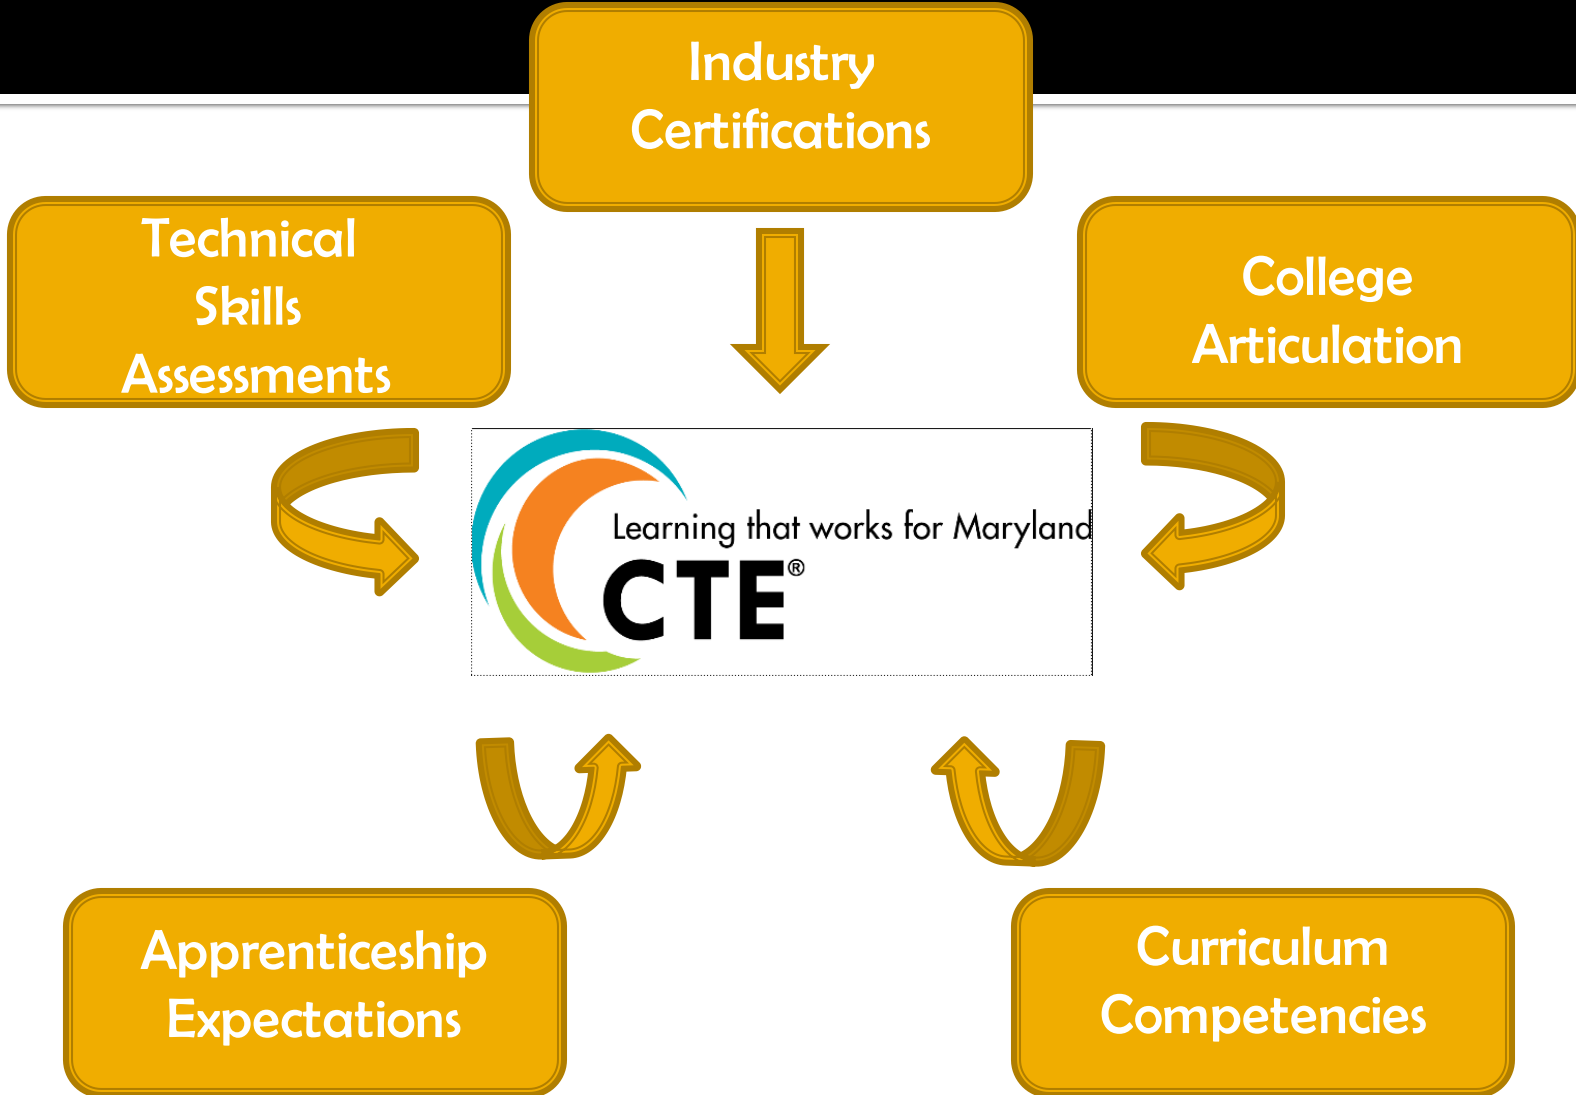 Industry
Certifications
Technical
Skills
Assessments
College
Articulation
Learning that works for Maryland
CTE®
Apprenticeship
Expectations
Curriculum
Competencies